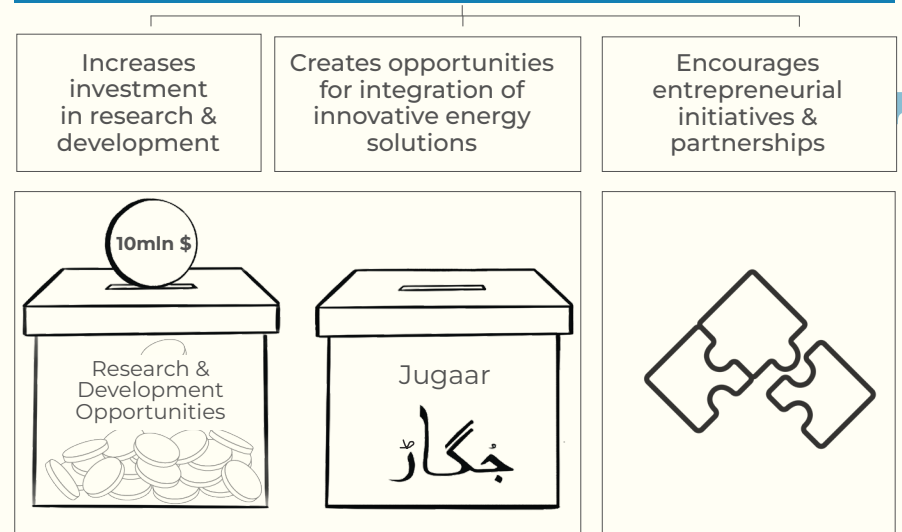 Increases
investment
in research &
development
Creates opportunities
for integration of
innovative energy
solutions
Encourages
entrepreneurial
initiatives &
partnerships
10mln $
Research &
Development
Opportunities
Jugaar
جُگاڑ